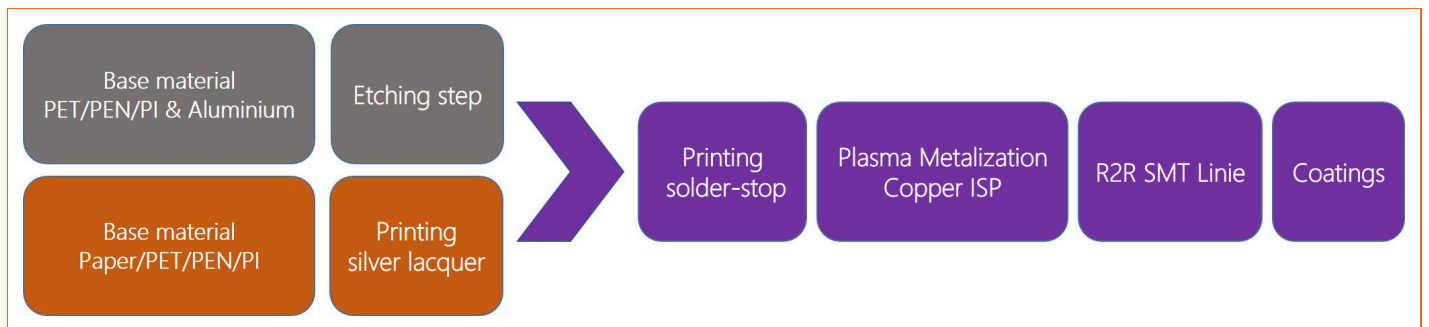 Base material
PET/PEN/PI & Aluminium
Etching step
Base material
Paper/PET/PEN/PI
Printing
silver lacquer
Printing
solder-stop
Plasma Metalization
Copper ISP
R2R SMT Linie
Coatings